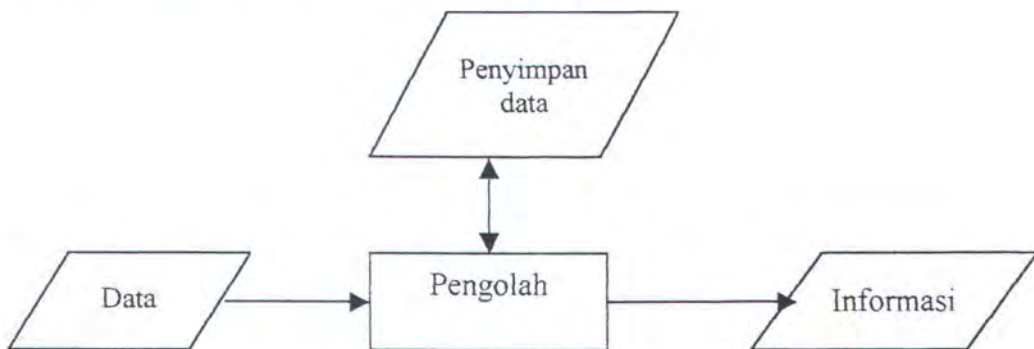 Penyimpan
data
Data
Pengolah
Informasi